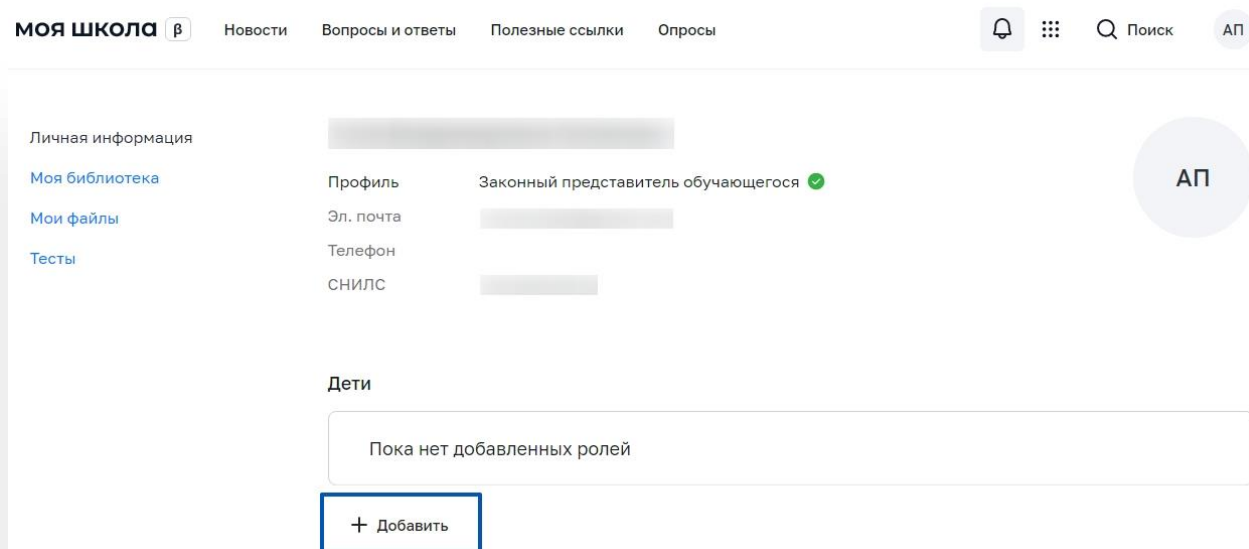 моя школа β Новости Вопросы и ответы Полезные ссылки Опросы Поиск АП
Личная информация
Моя библиотека
Мои файлы
Тесты
Профиль Законный представитель обучающегося
Эл. почта
Телефон
СНИЛС
АП
Дети
Пока нет добавленных ролей
+ Добавить